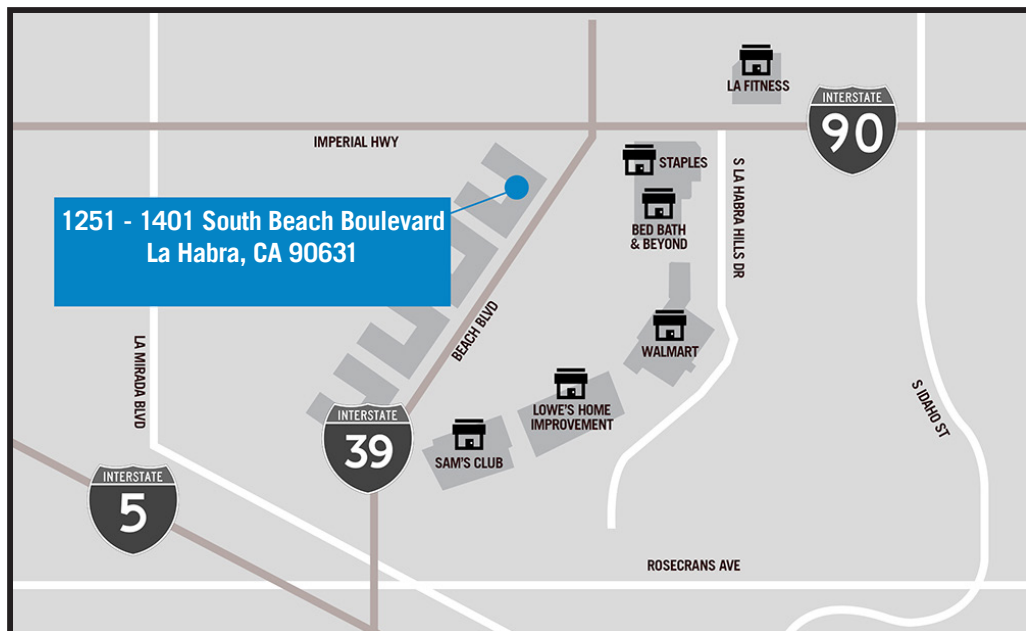 LA FITNESS
INTERSTATE
90
IMPERIAL HWY
STAPLES
S LA HABRA HILLS DR
1251 - 1401 South Beach Boulevard
La Habra, CA 90631
BED BATH
& BEYOND
BEACH BLVD
LA MIRADA BLVD
WALMART
S IDAHO ST
LOWE'S HOME
IMPROVEMENT
INTERSTATE
39
SAM'S CLUB
INTERSTATE
5
ROSECRANS AVE